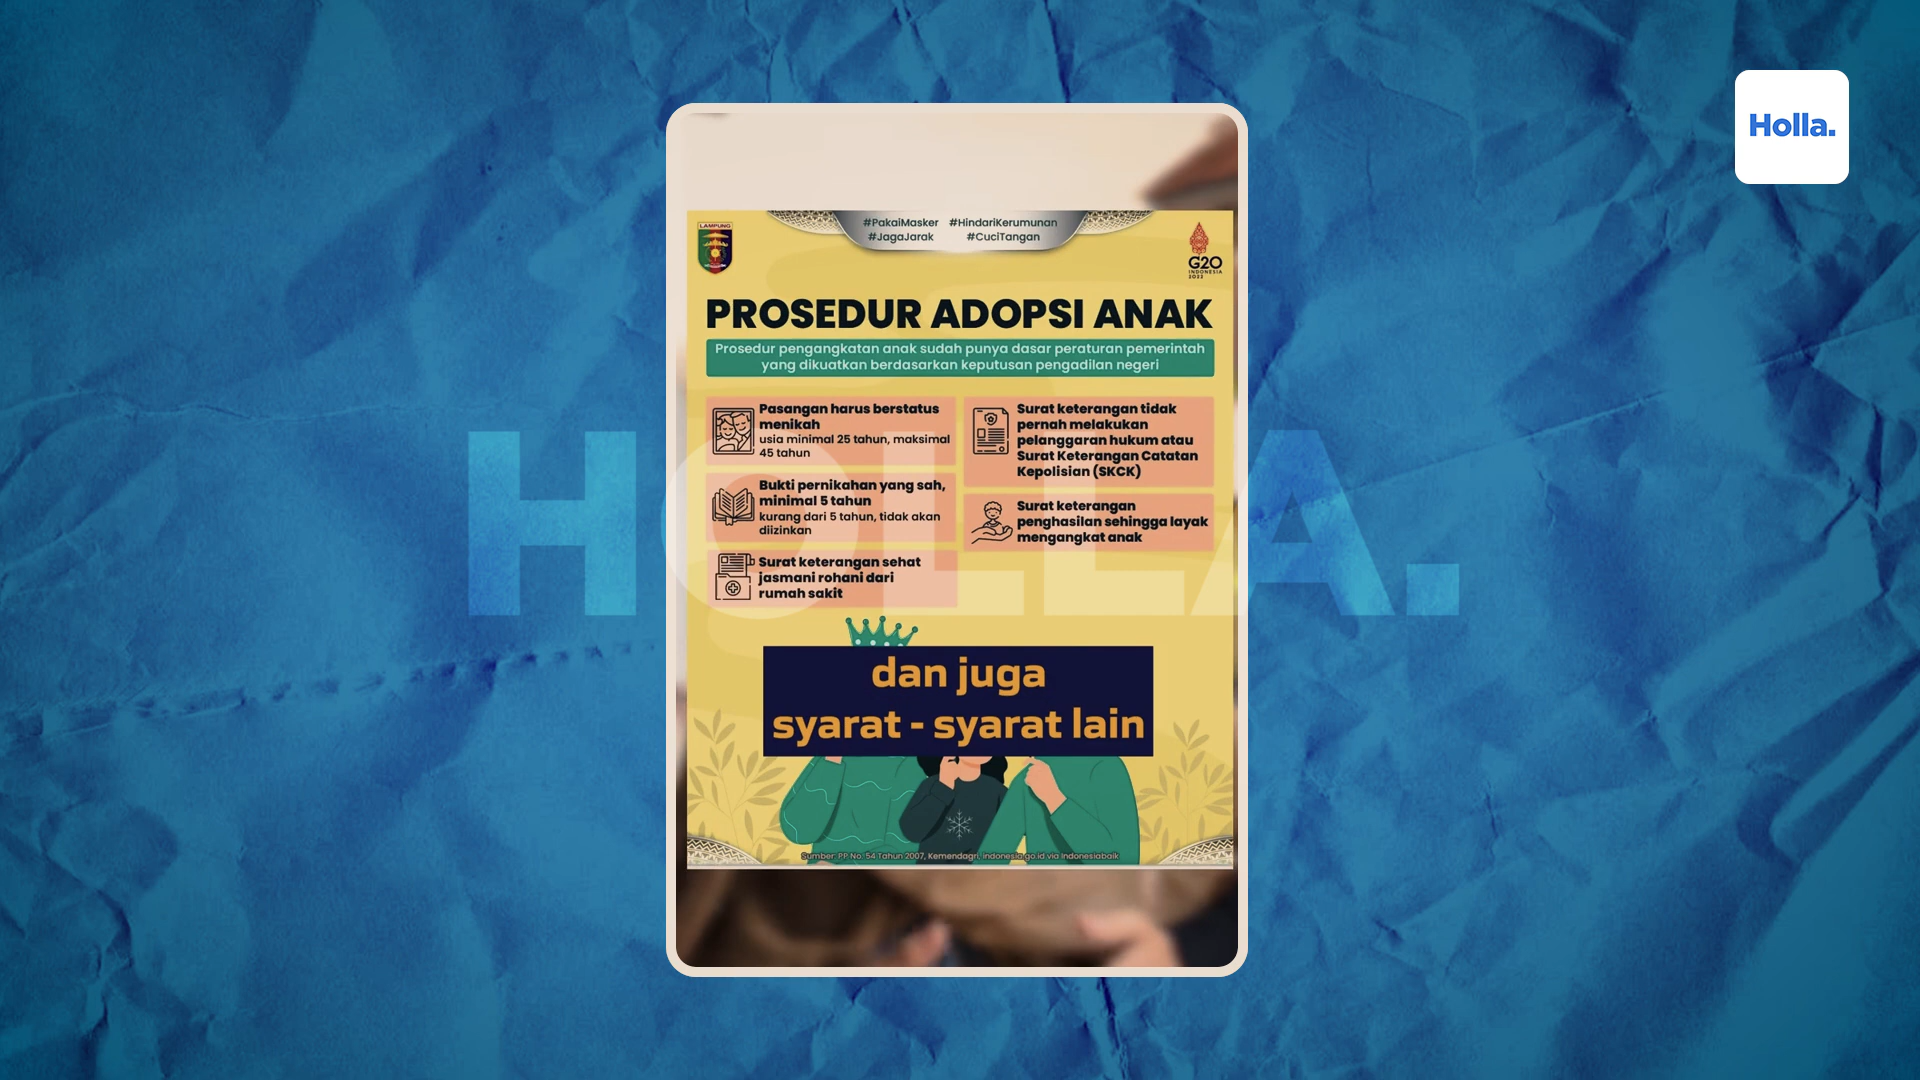 Holla.
#PakaiMasker #HindariKerumunan
#JagaJarak #CuciTangan
LAMPUNG
G20
INDONESIA
2022
PROSEDUR ADOPSI ANAK
Prosedur pengangkatan anak sudah punya dasar peraturan pemerintah
yang dikuatkan berdasarkan keputusan pengadilan negeri
Pasangan harus berstatus
menikah
usia minimal 25 tahun, maksimal
45 tahun
Bukti pernikahan yang sah,
minimal 5 tahun
kurang dari 5 tahun, tidak akan
diizinkan
Surat keterangan sehat
jasmani rohani dari
rumah sakit
Surat keterangan tidak
pernah melakukan
pelanggaran hukum atau
Surat Keterangan Catatan
Kepolisian (SKCK)
Surat keterangan
penghasilan sehingga layak
mengangkat anak
HOLLA.
dan juga
syarat - syarat lain
Sumber: PP No. 54 Tahun 2007, Kemendagri, indonesia.go.id via Indonesiabaik